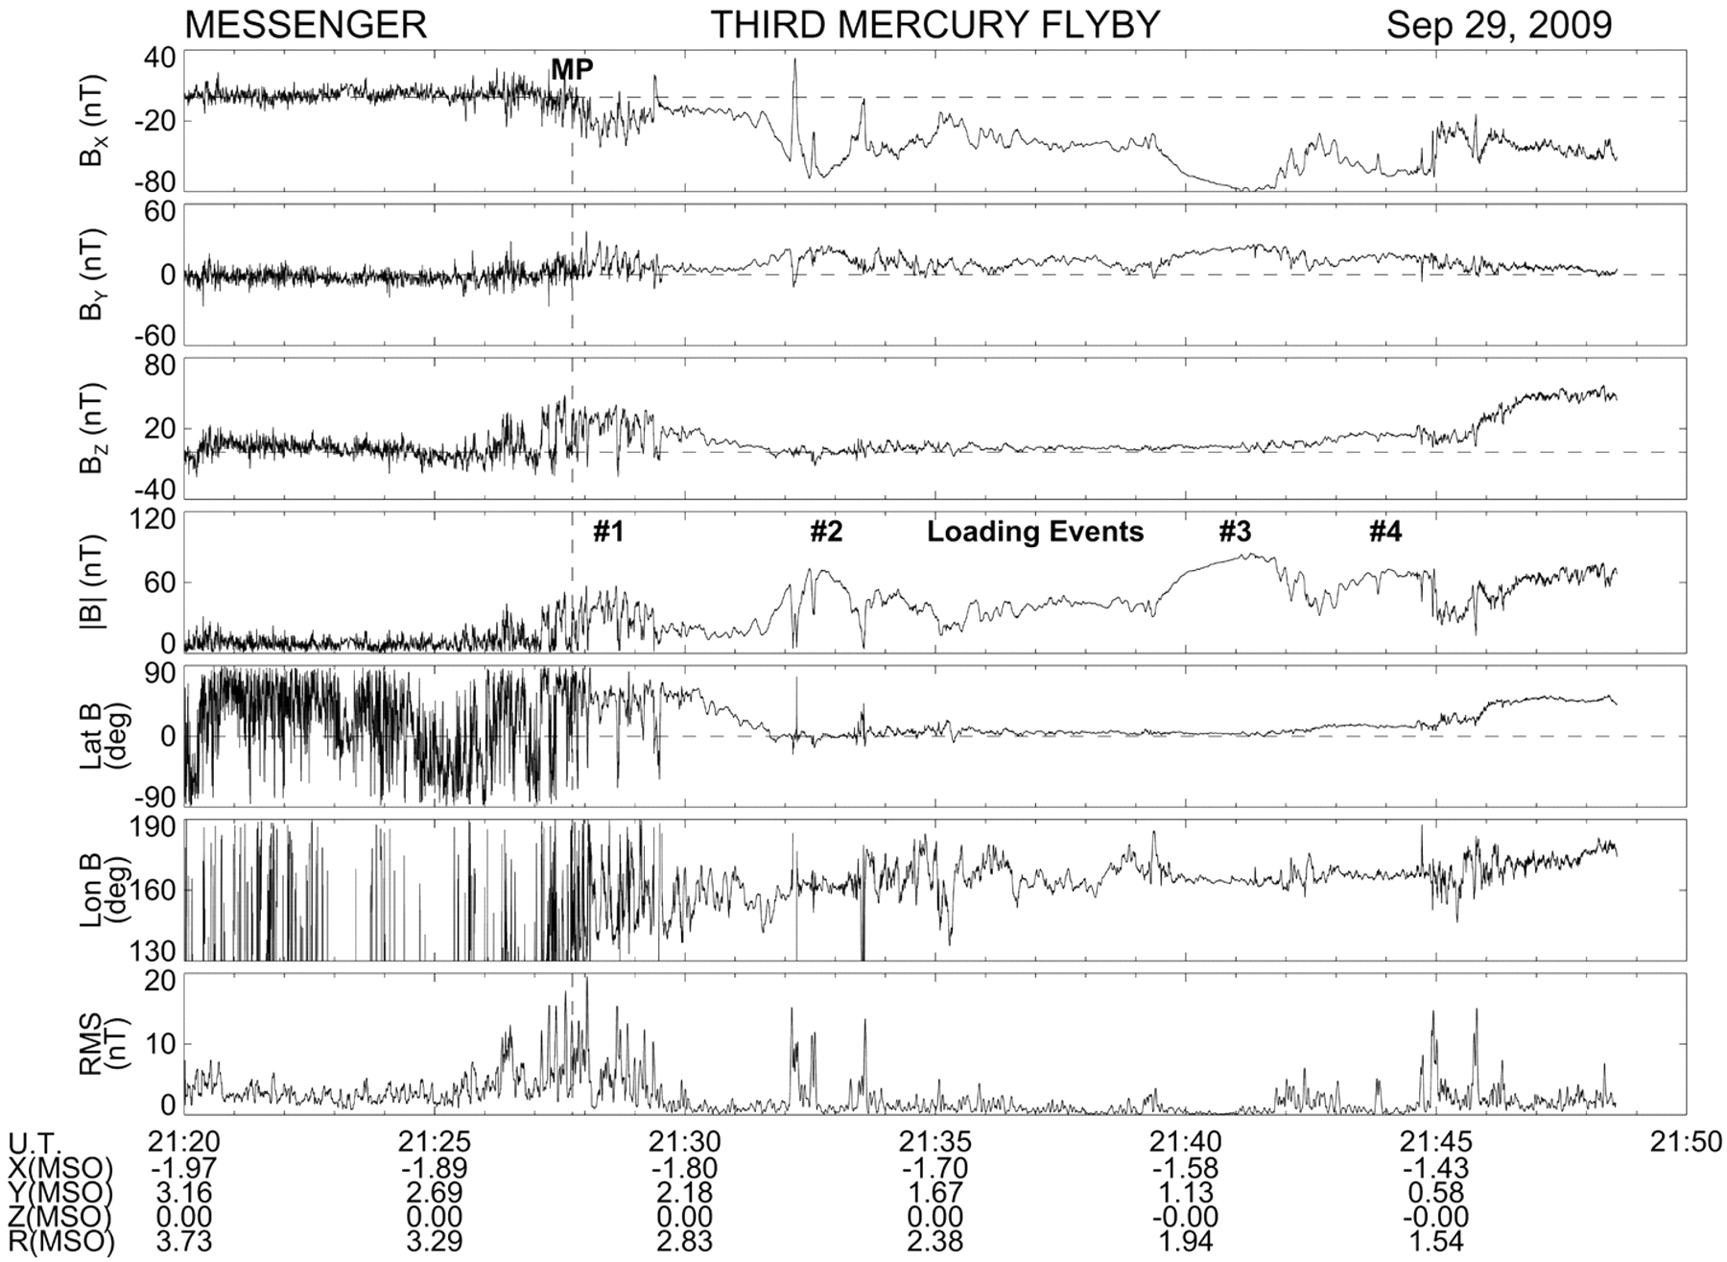 MESSENGER THIRD MERCURY FLYBY Sep 29, 2009
40
-20
-80
BX (nT)
MP
60
0
-60
BY (nT)
80
20
-40
BZ (nT)
120
60
0
|B| (nT)
#1 #2 Loading Events #3 #4
90
0
-90
Lat B
(deg)
190
160
130
Lon B
(deg)
20
10
0
RMS
(nT)
U.T. 21:20 21:25 21:30 21:35 21:40 21:45 21:50
X(MSO) -1.97 -1.89 -1.80 -1.70 -1.58 -1.43
Y(MSO) 3.16 2.69 2.18 1.67 1.13 0.58
Z(MSO) 0.00 0.00 0.00 0.00 -0.00 -0.00
R(MSO) 3.73 3.29 2.83 2.38 1.94 1.54